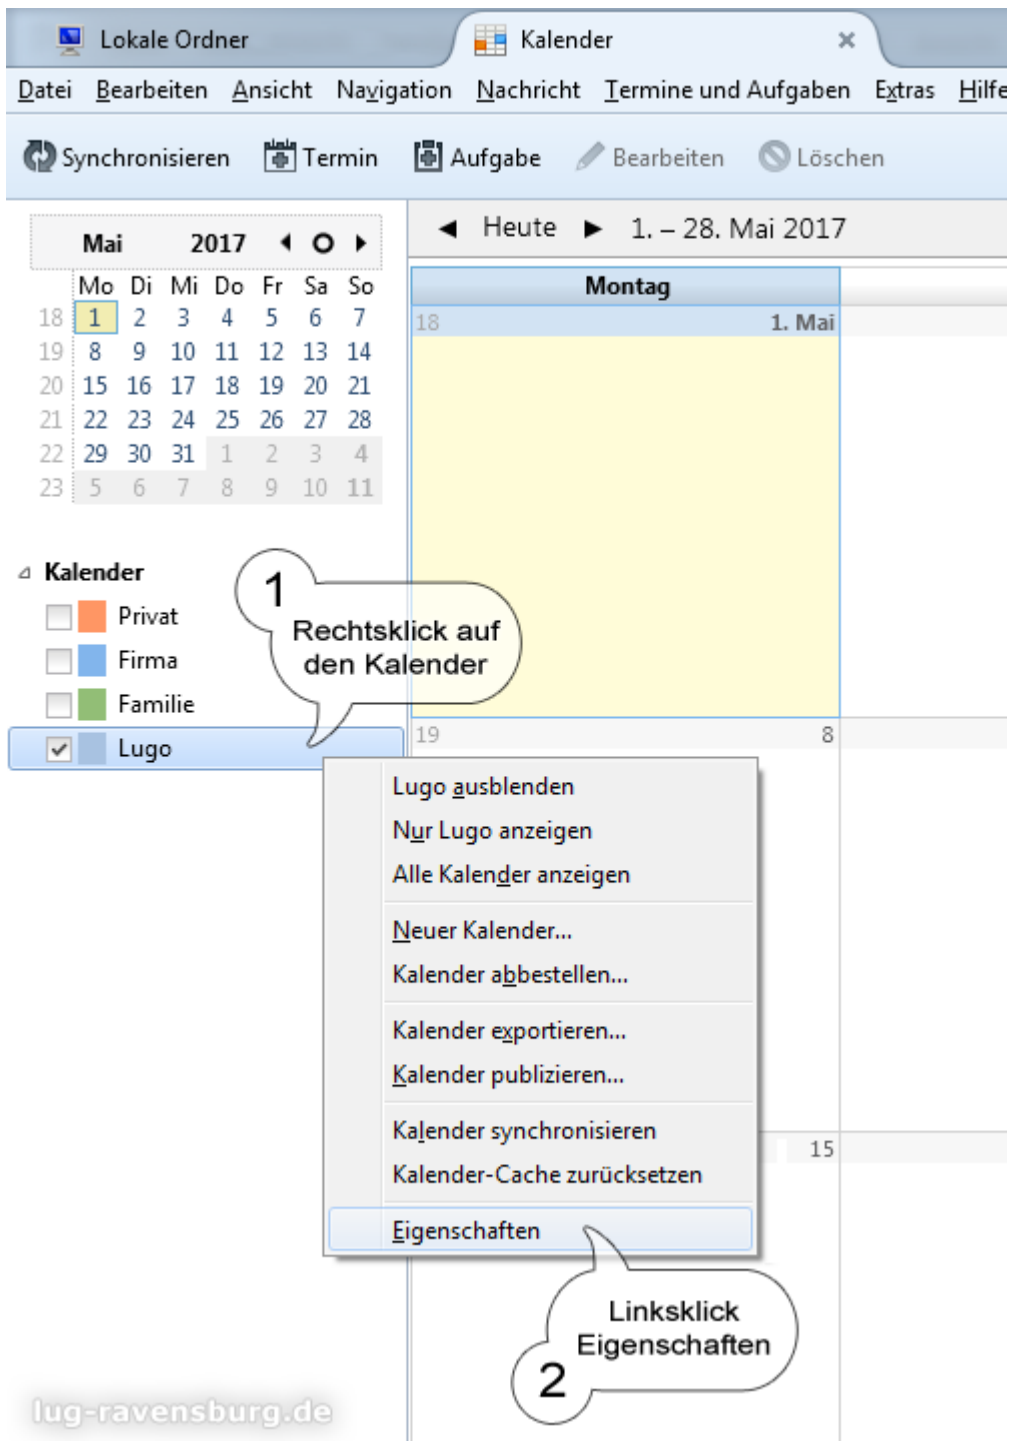 Lokale Ordner Kalender
Datei Bearbeiten Ansicht Navigation Nachricht Termine und Aufgaben Extras Hilfe
Synchronisieren Termin Aufgabe Bearbeiten Löschen
Mai 2017
Heute 1. – 28. Mai 2017
Mo Di Mi Do Fr Sa So
Montag
18 1 2 3 4 5 6 7
18 1. Mai
19 8 9 10 11 12 13 14
20 15 16 17 18 19 20 21
21 22 23 24 25 26 27 28
22 29 30 31 1 2 3 4
23 5 6 7 8 9 10 11
Kalender
Privat
Firma
Familie
Lugo
1
Rechtsklick auf
den Kalender
19 8
Lugo ausblenden
Nur Lugo anzeigen
Alle Kalender anzeigen
Neuer Kalender...
Kalender abbestellen...
Kalender exportieren...
Kalender publizieren...
Kalender synchronisieren
15
Kalender-Cache zurücksetzen
Eigenschaften
Linksklick
Eigenschaften
2
lug-ravensburg.de